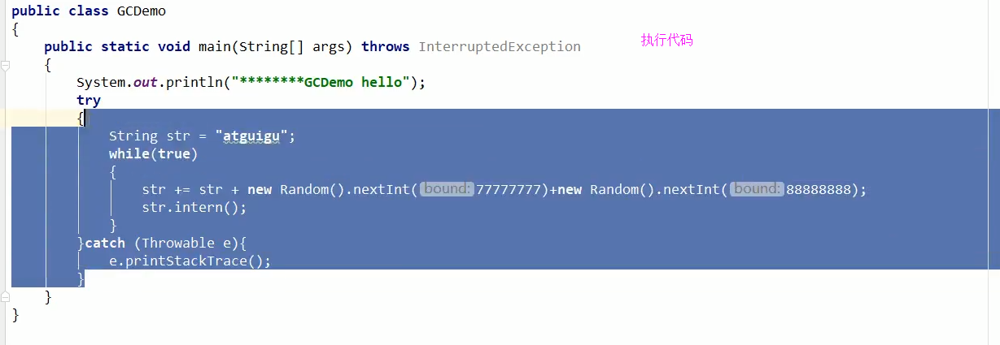 public class GCDemo
{
public static void main(String[] args) throws InterruptedException
执行代码
{
System.out.println("********GCDemo hello");
try
{
String str = "atguigu";
while(true)
{
str += str + new Random().nextInt( bound: 77777777)+new Random().nextInt( bound: 88888888);
str.intern();
}
}catch (Throwable e){
e.printStackTrace();
}
}
}